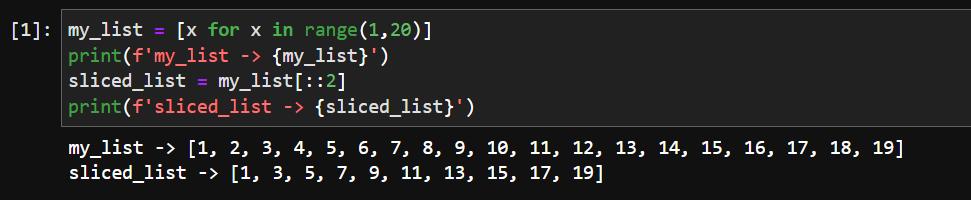 [1]: my_list = [x for x in range(1,20)]
print(f'my_list -> {my_list}')
sliced_list = my_list[::2]
print(f'sliced_list -> {sliced_list}')
my_list -> [1, 2, 3, 4, 5, 6, 7, 8, 9, 10, 11, 12, 13, 14, 15, 16, 17, 18, 19]
sliced_list -> [1, 3, 5, 7, 9, 11, 13, 15, 17, 19]